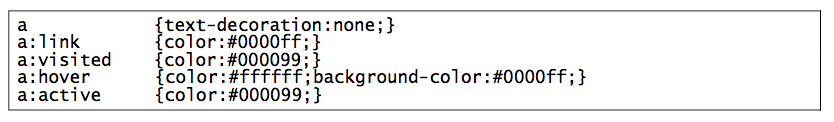 a            {text-decoration:none;}
a:link       {color:#0000ff;}
a:visited    {color:#000099;}
a:hover      {color:#ffffff;background-color:#0000ff;}
a:active     {color:#000099;}